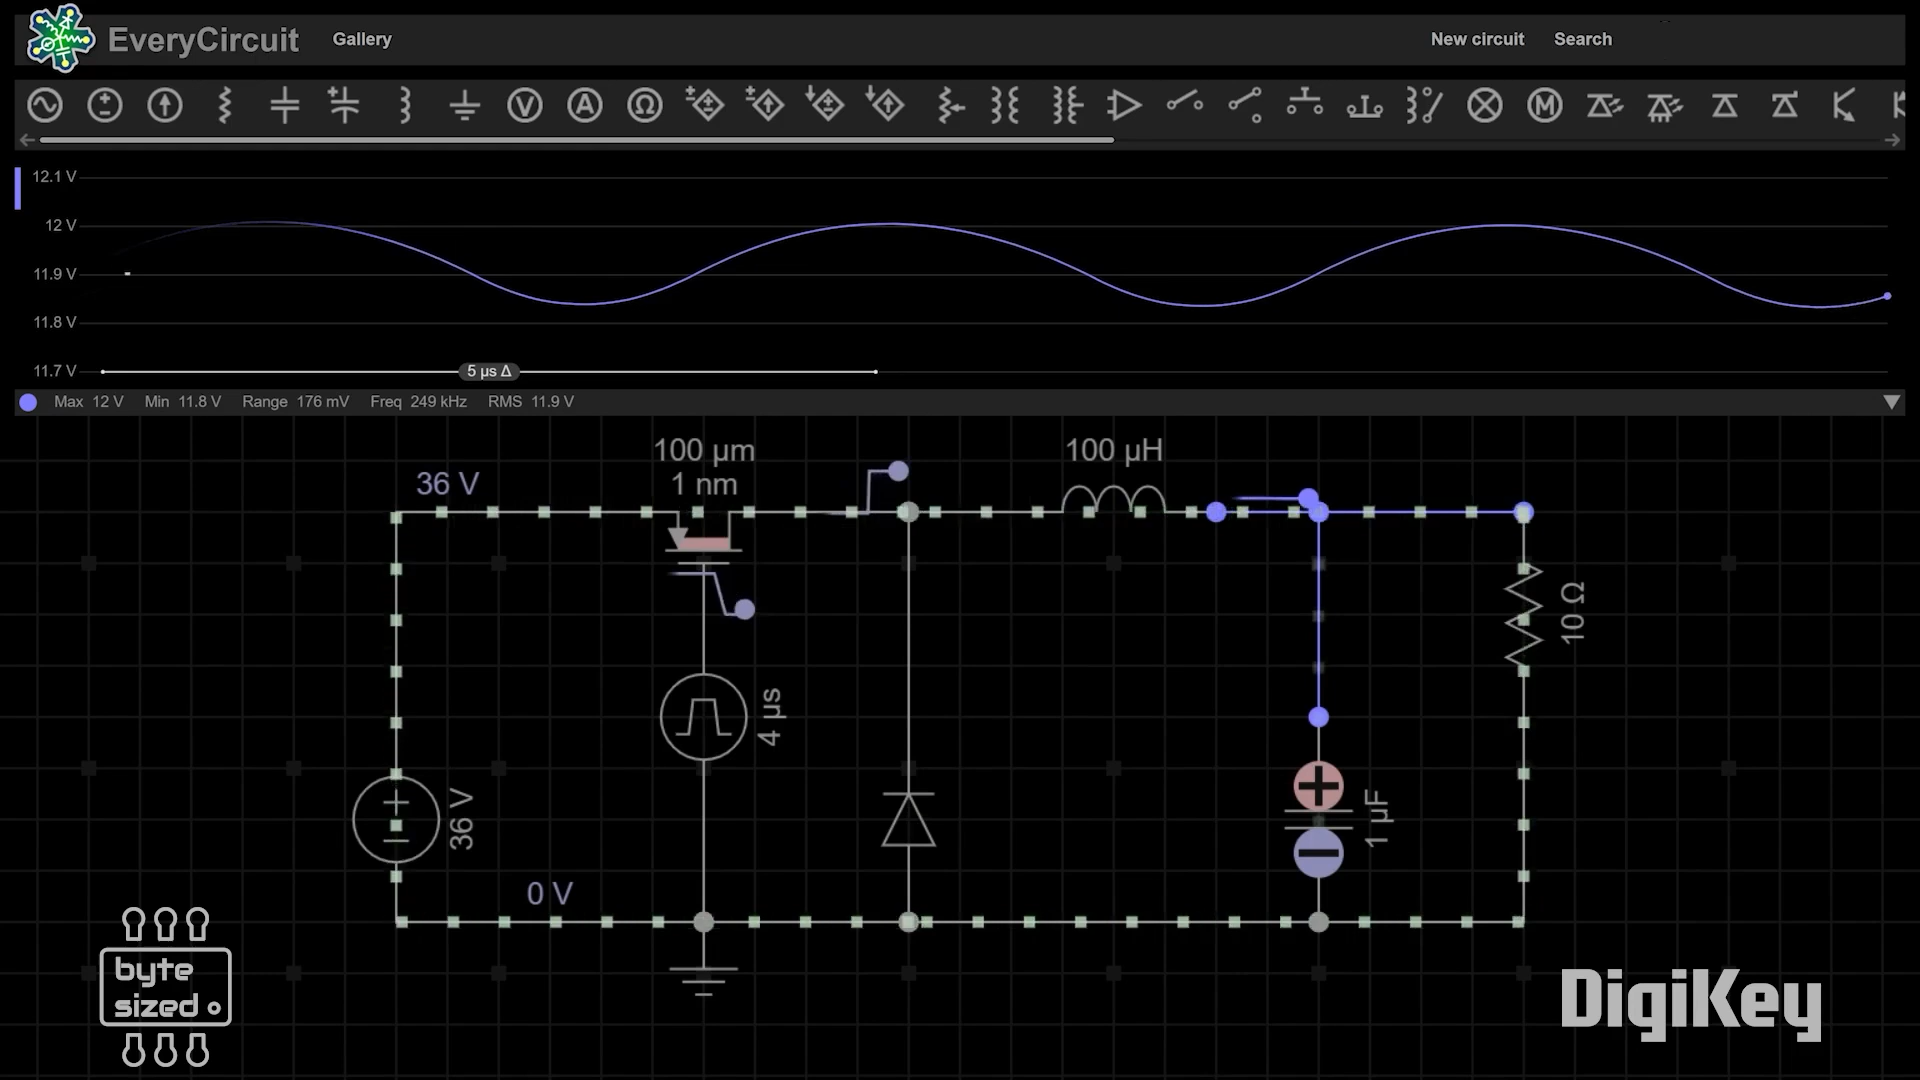 EveryCircuit Gallery New circuit Search
12.1 V
12 V
11.9 V
11.8 V
11.7 V
5 µs Δ
Max 12 V Min 11.8 V Range 176 mV Freq 249 kHz RMS 11.9 V
100 µm
1 nm
100 µH
36 V
10 Ω
4 µs
36 V
1 µF
0 V
byte
sized
DigiKey